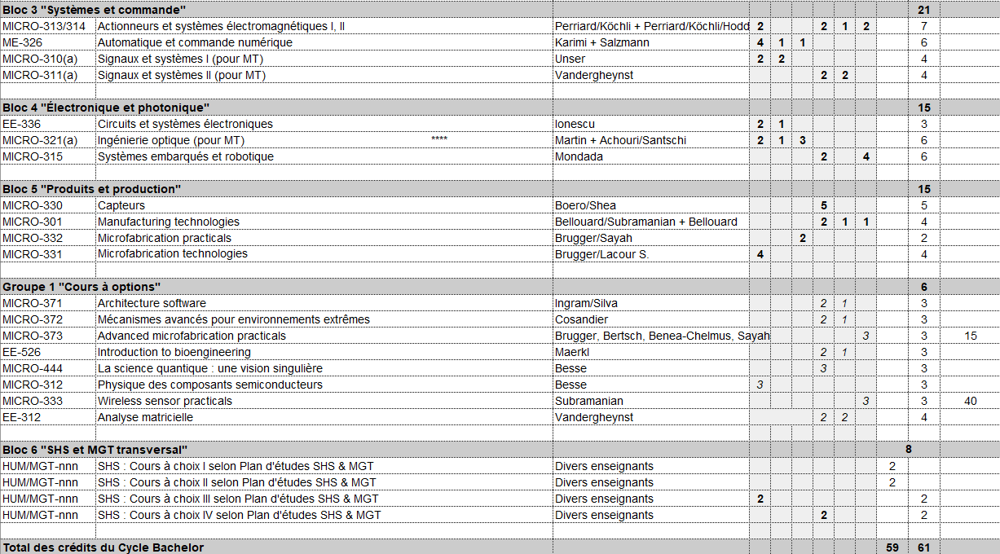 Bloc 3 "Systèmes et commande" 21
MICRO-313/314 Actionneurs et systèmes électromagnétiques I, II Perriard/Köchli + Perriard/Köchli/Hodd 2 2 1 2 7
ME-326 Automatique et commande numérique Karimi + Salzmann 4 1 1 6
MICRO-310(a) Signaux et systèmes I (pour MT) Unser 2 2 4
MICRO-311(a) Signaux et systèmes II (pour MT) Vandergheynst 2 2 4
Bloc 4 "Électronique et photonique" 15
EE-336 Circuits et systèmes électroniques Ionescu 2 1 3
MICRO-321(a) Ingénierie optique (pour MT) **** Martin + Achouri/Santschi 2 1 3 6
MICRO-315 Systèmes embarqués et robotique Mondada 2 4 6
Bloc 5 "Produits et production" 15
MICRO-330 Capteurs Boero/Shea 5 5
MICRO-301 Manufacturing technologies Bellouard/Subramanian + Bellouard 2 1 1 4
MICRO-332 Microfabrication practicals Brugger/Sayah 2 2
MICRO-331 Microfabrication technologies Brugger/Lacour S. 4 4
Groupe 1 "Cours à options" 6
MICRO-371 Architecture software Ingram/Silva 2 1 3
MICRO-372 Mécanismes avancés pour environnements extrêmes Cosandier 2 1 3
MICRO-373 Advanced microfabrication practicals Brugger, Bertsch, Benea-Chelmus, Sayah 3 3 15
EE-526 Introduction to bioengineering Maerkl 2 1 3
MICRO-444 La science quantique : une vision singulière Besse 3 3
MICRO-312 Physique des composants semiconducteurs Besse 3 3
MICRO-333 Wireless sensor practicals Subramanian 3 3 40
EE-312 Analyse matricielle Vandergheynst 2 2 4
Bloc 6 "SHS et MGT transversal" 8
HUM/MGT-nnn SHS : Cours à choix I selon Plan d'études SHS & MGT Divers enseignants 2
HUM/MGT-nnn SHS : Cours à choix II selon Plan d'études SHS & MGT Divers enseignants 2
HUM/MGT-nnn SHS : Cours à choix III selon Plan d'études SHS & MGT Divers enseignants 2 2
HUM/MGT-nnn SHS : Cours à choix IV selon Plan d'études SHS & MGT Divers enseignants 2 2
Total des crédits du Cycle Bachelor 59 61